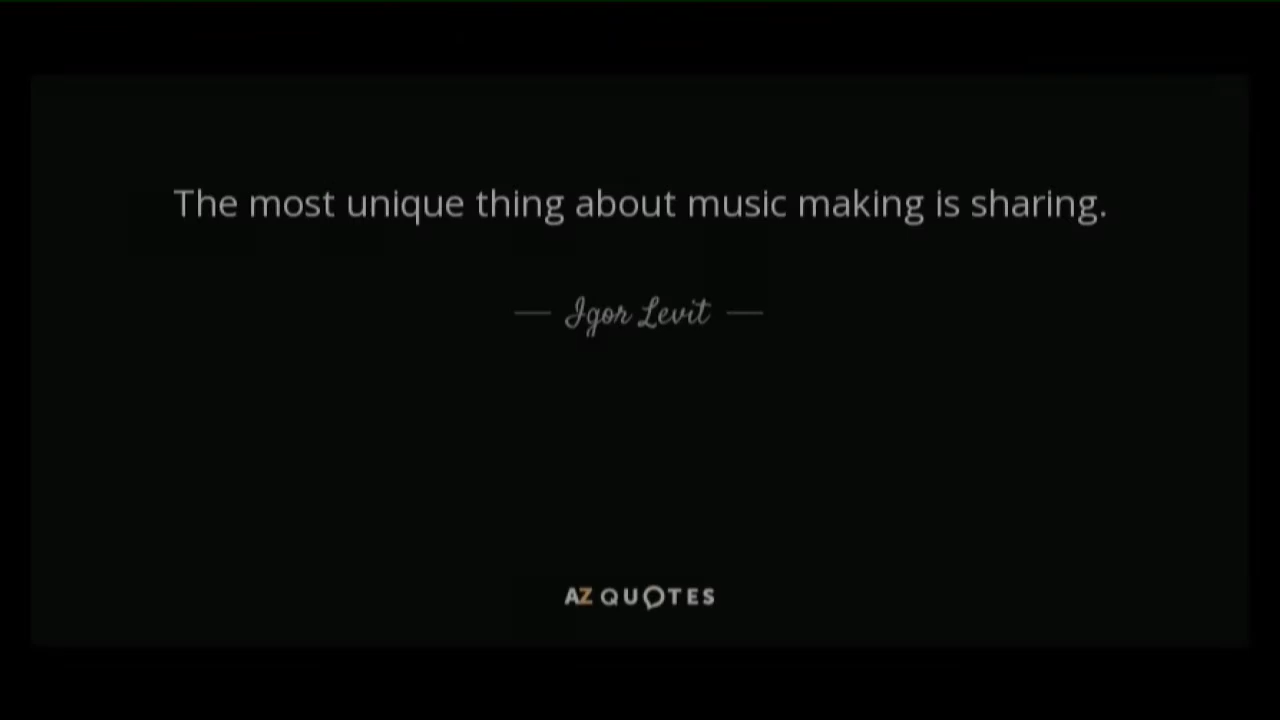 The most unique thing about music making is sharing.
— Igor Levit —
AZ QUOTES